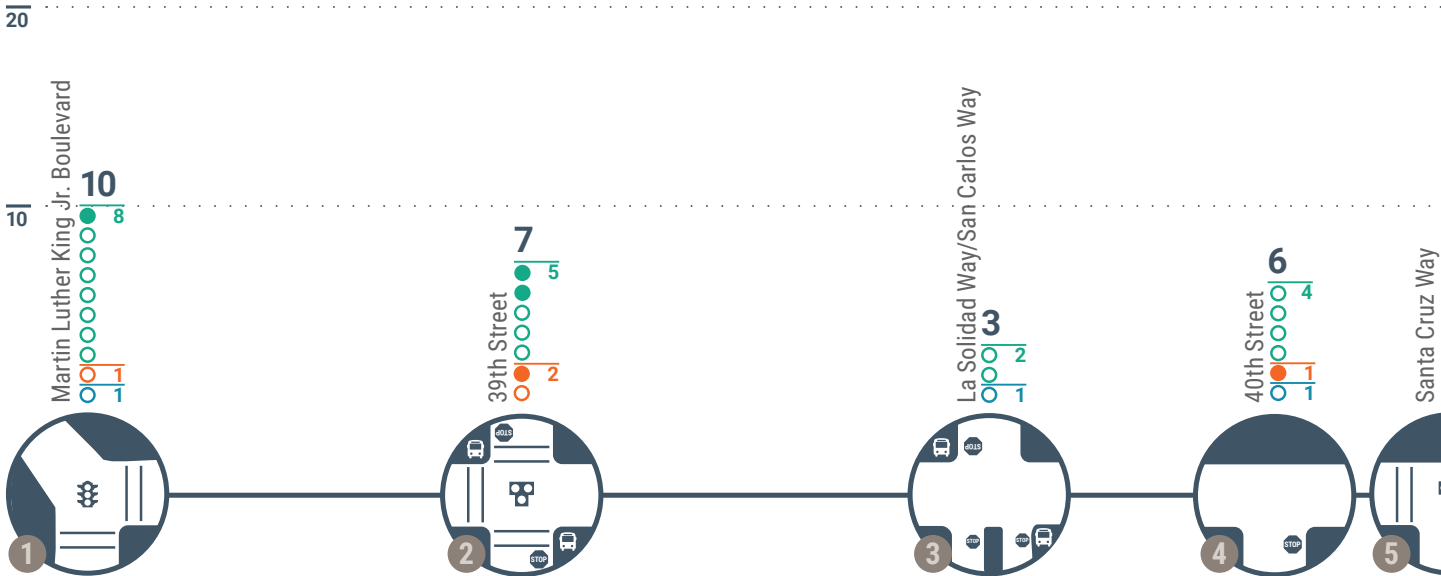 20
10
Martin Luther King Jr. Boulevard
10
8
1
1
39th Street
7
5
2
La Solidad Way/San Carlos Way
3
2
1
40th Street
6
4
1
1
Santa Cruz Way
STOP
STOP
STOP
STOP
STOP
STOP
1
2
3
4
5